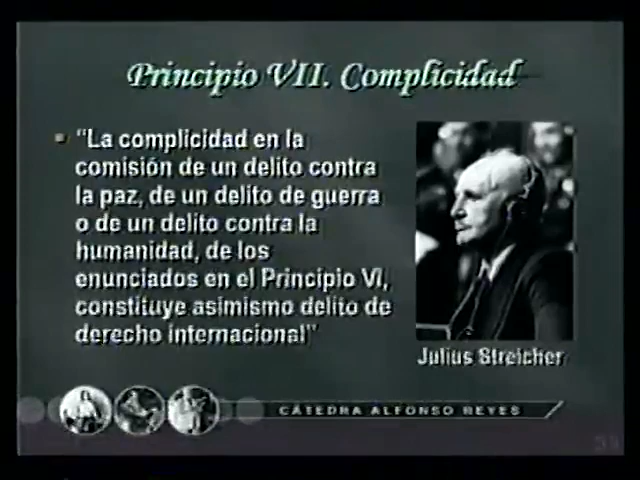 Principio VII. Complicidad
"La complicidad en la
comisión de un delito contra
la paz, de un delito de guerra
o de un delito contra la
humanidad, de los
enunciados en el Principio VI,
constituye asimismo delito de
derecho internacional"
Julius Streicher
CÁTEDRA ALFONSO REYES